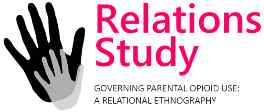 Relations
Study
GOVERNING PARENTAL OPIOID USE:
A RELATIONAL ETHNOGRAPHY